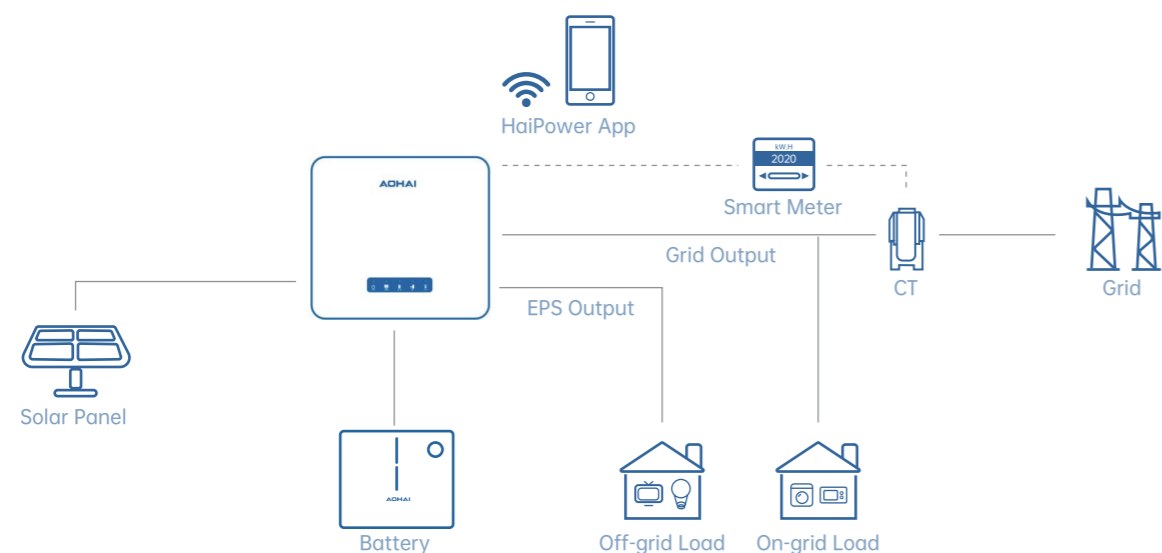 HaiPower App
kW.H
2020
Smart Meter
AOHAI
Grid Output
CT
Grid
EPS Output
Solar Panel
AOHAI
Battery
Off-grid Load
On-grid Load